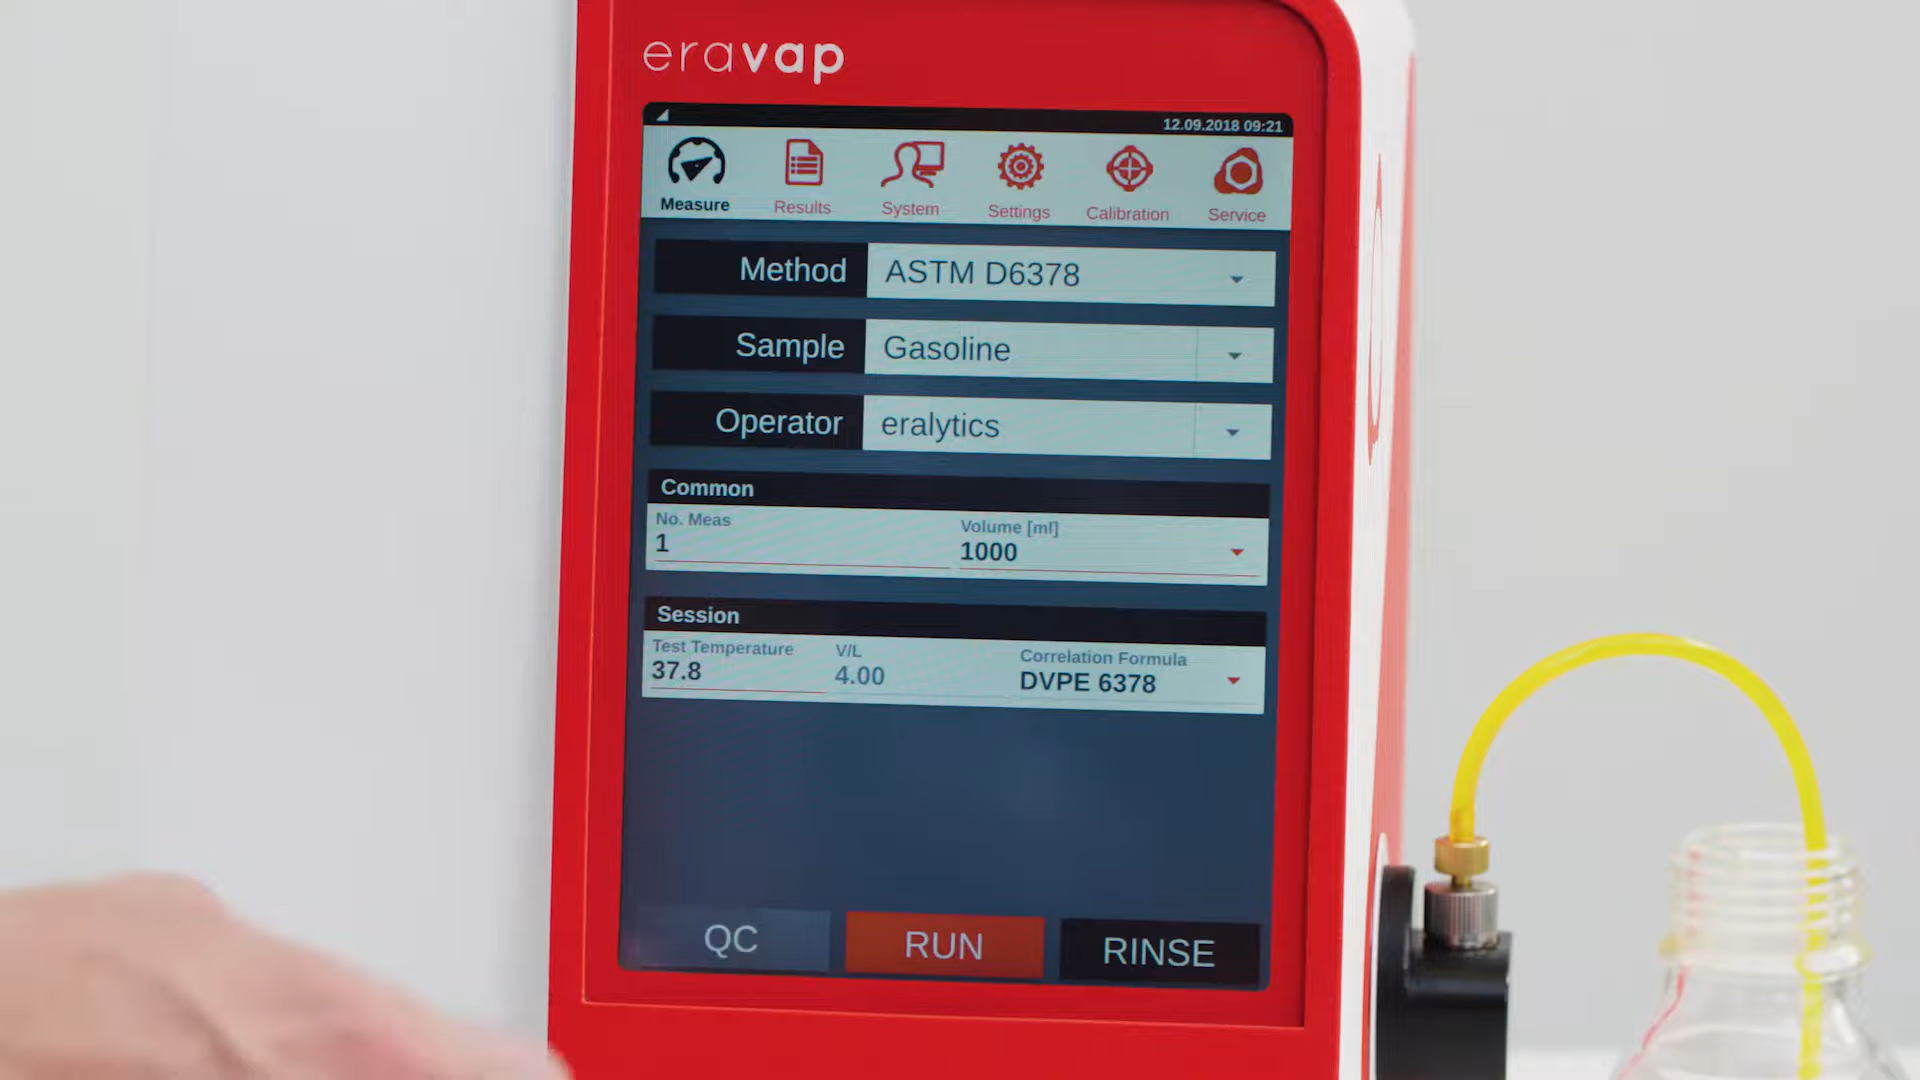 eravap
12.09.2018 09:21
Measure Results System Settings Calibration Service
Method ASTM D6378
Sample Gasoline
Operator eralytics
Common
No. Meas Volume [ml]
1 1000
Session
Test Temperature V/L Correlation Formula
37.8 4.00 DVPE 6378
QC RUN RINSE